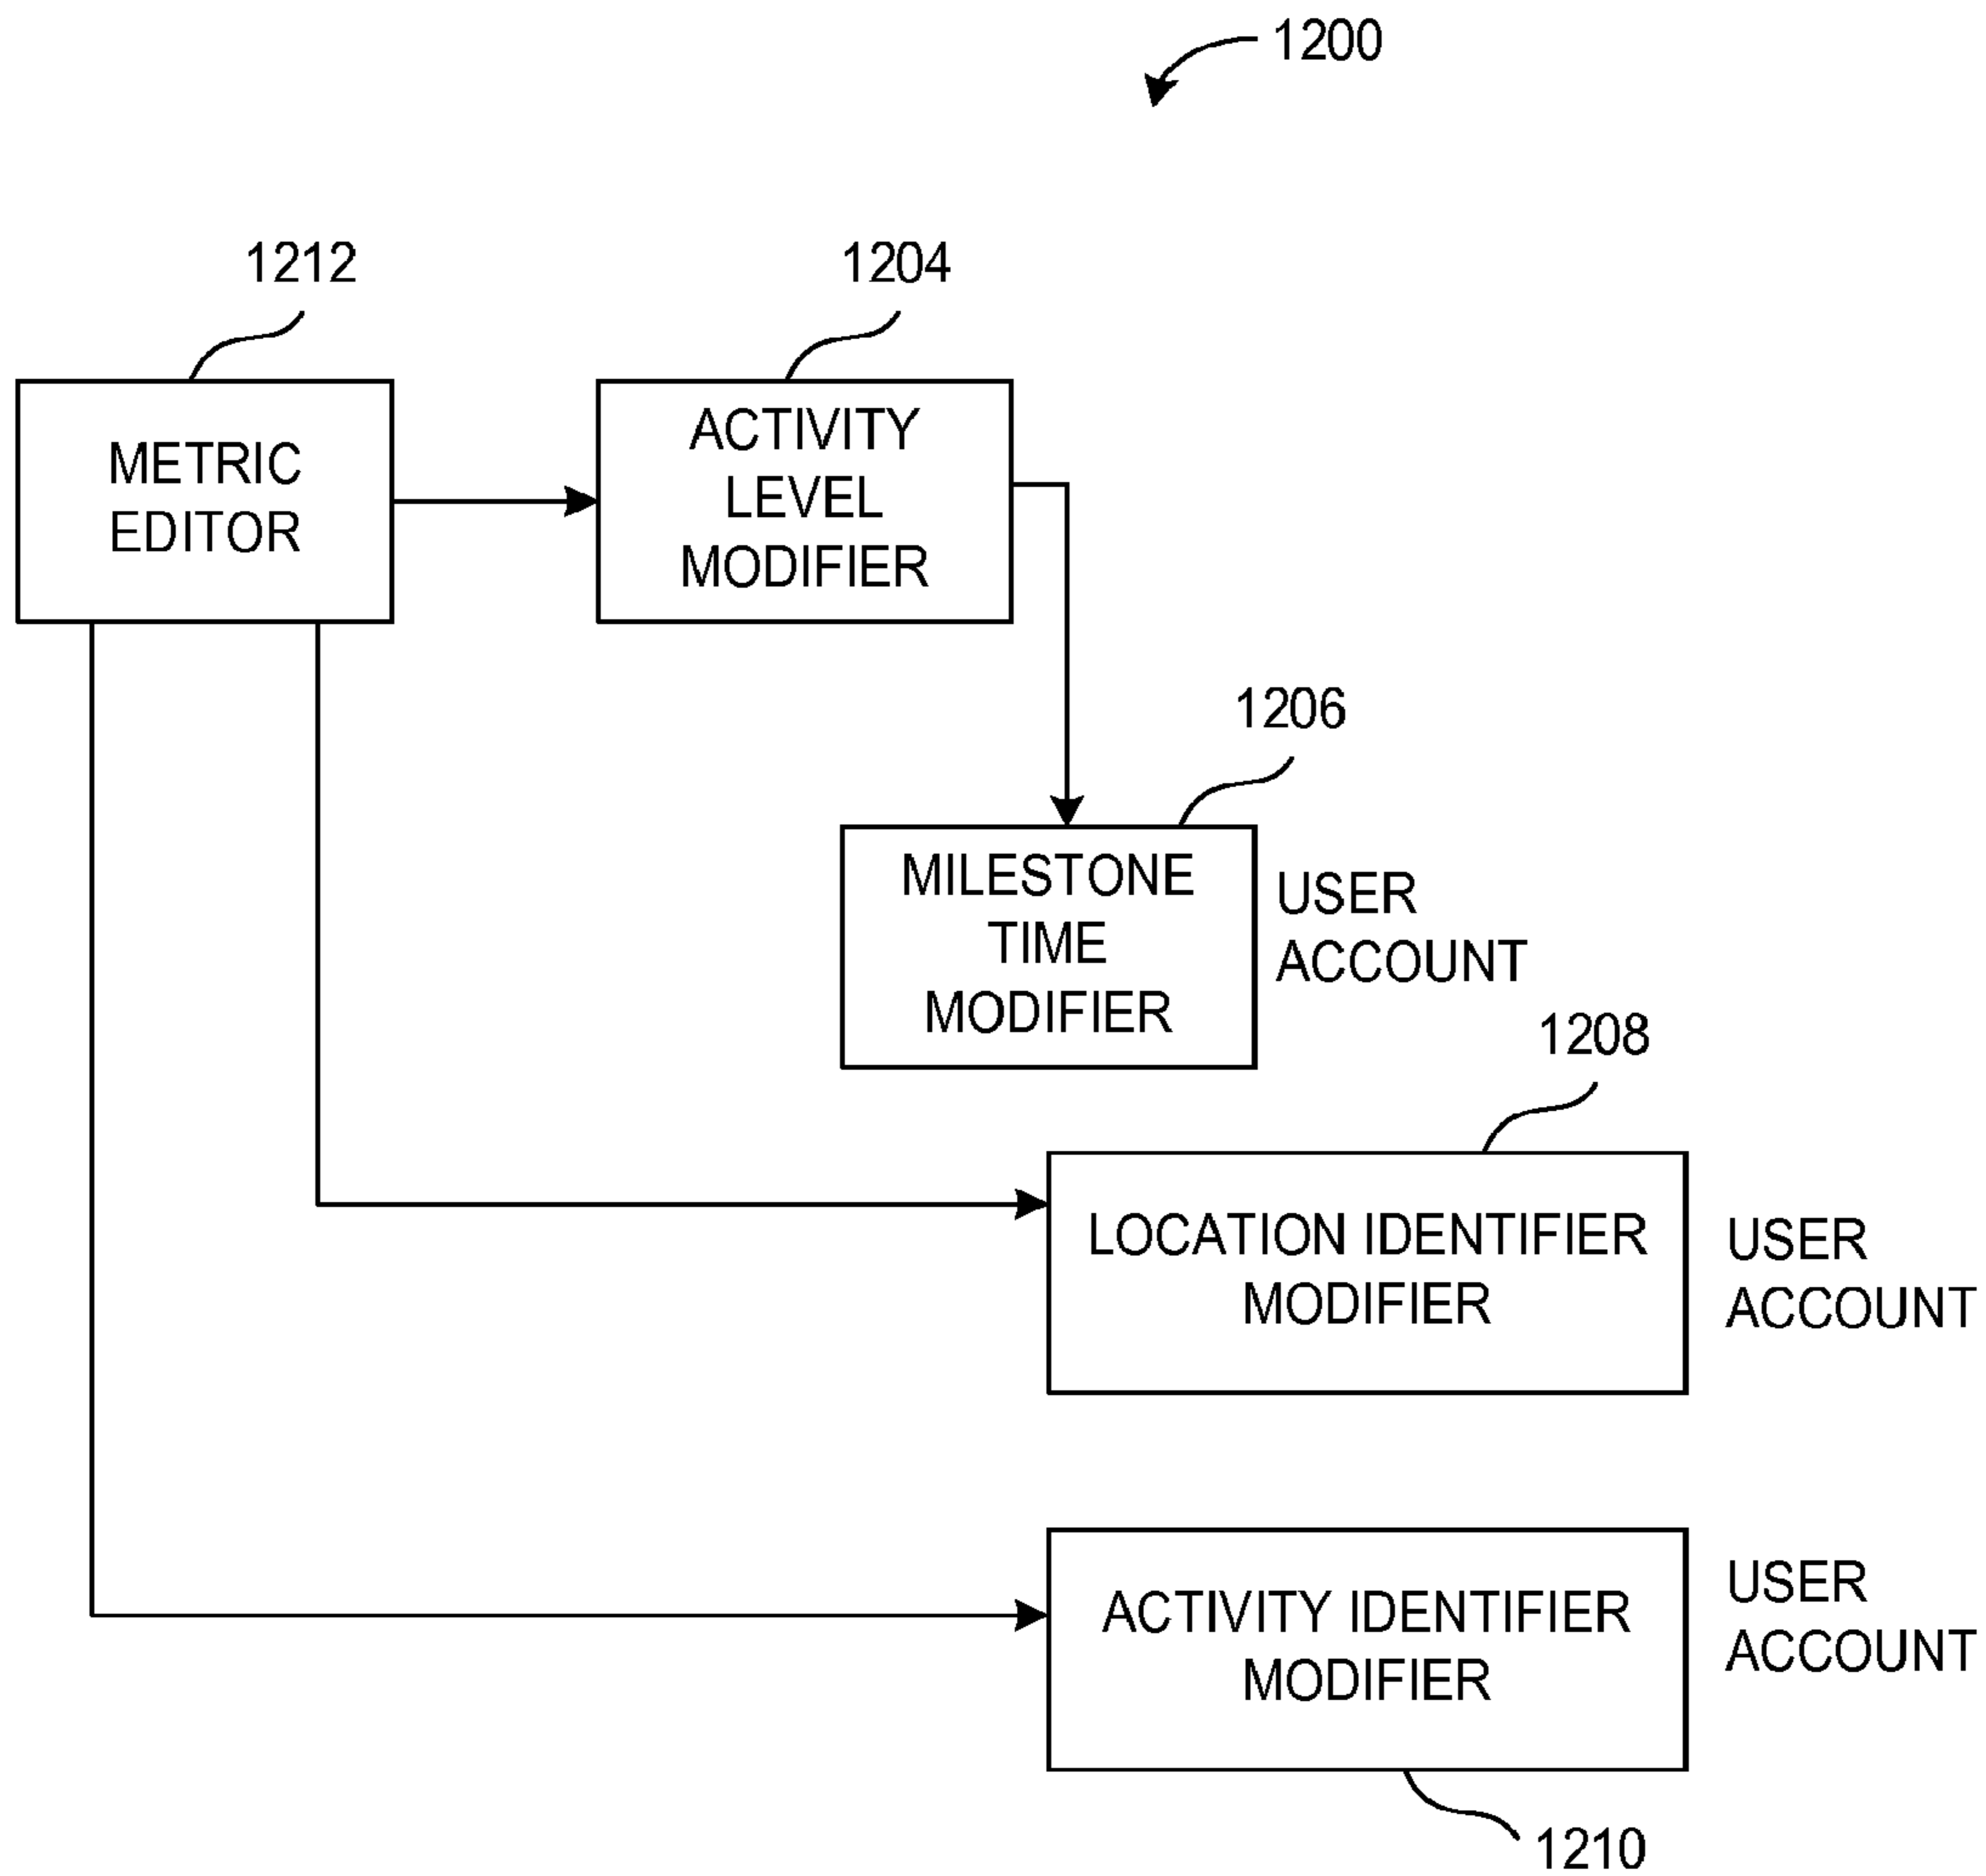 1200
1212
1204
METRIC
EDITOR
ACTIVITY
LEVEL
MODIFIER
1206
MILESTONE
TIME
MODIFIER
USER
ACCOUNT
1208
LOCATION IDENTIFIER
MODIFIER
USER
ACCOUNT
ACTIVITY IDENTIFIER
MODIFIER
USER
ACCOUNT
1210